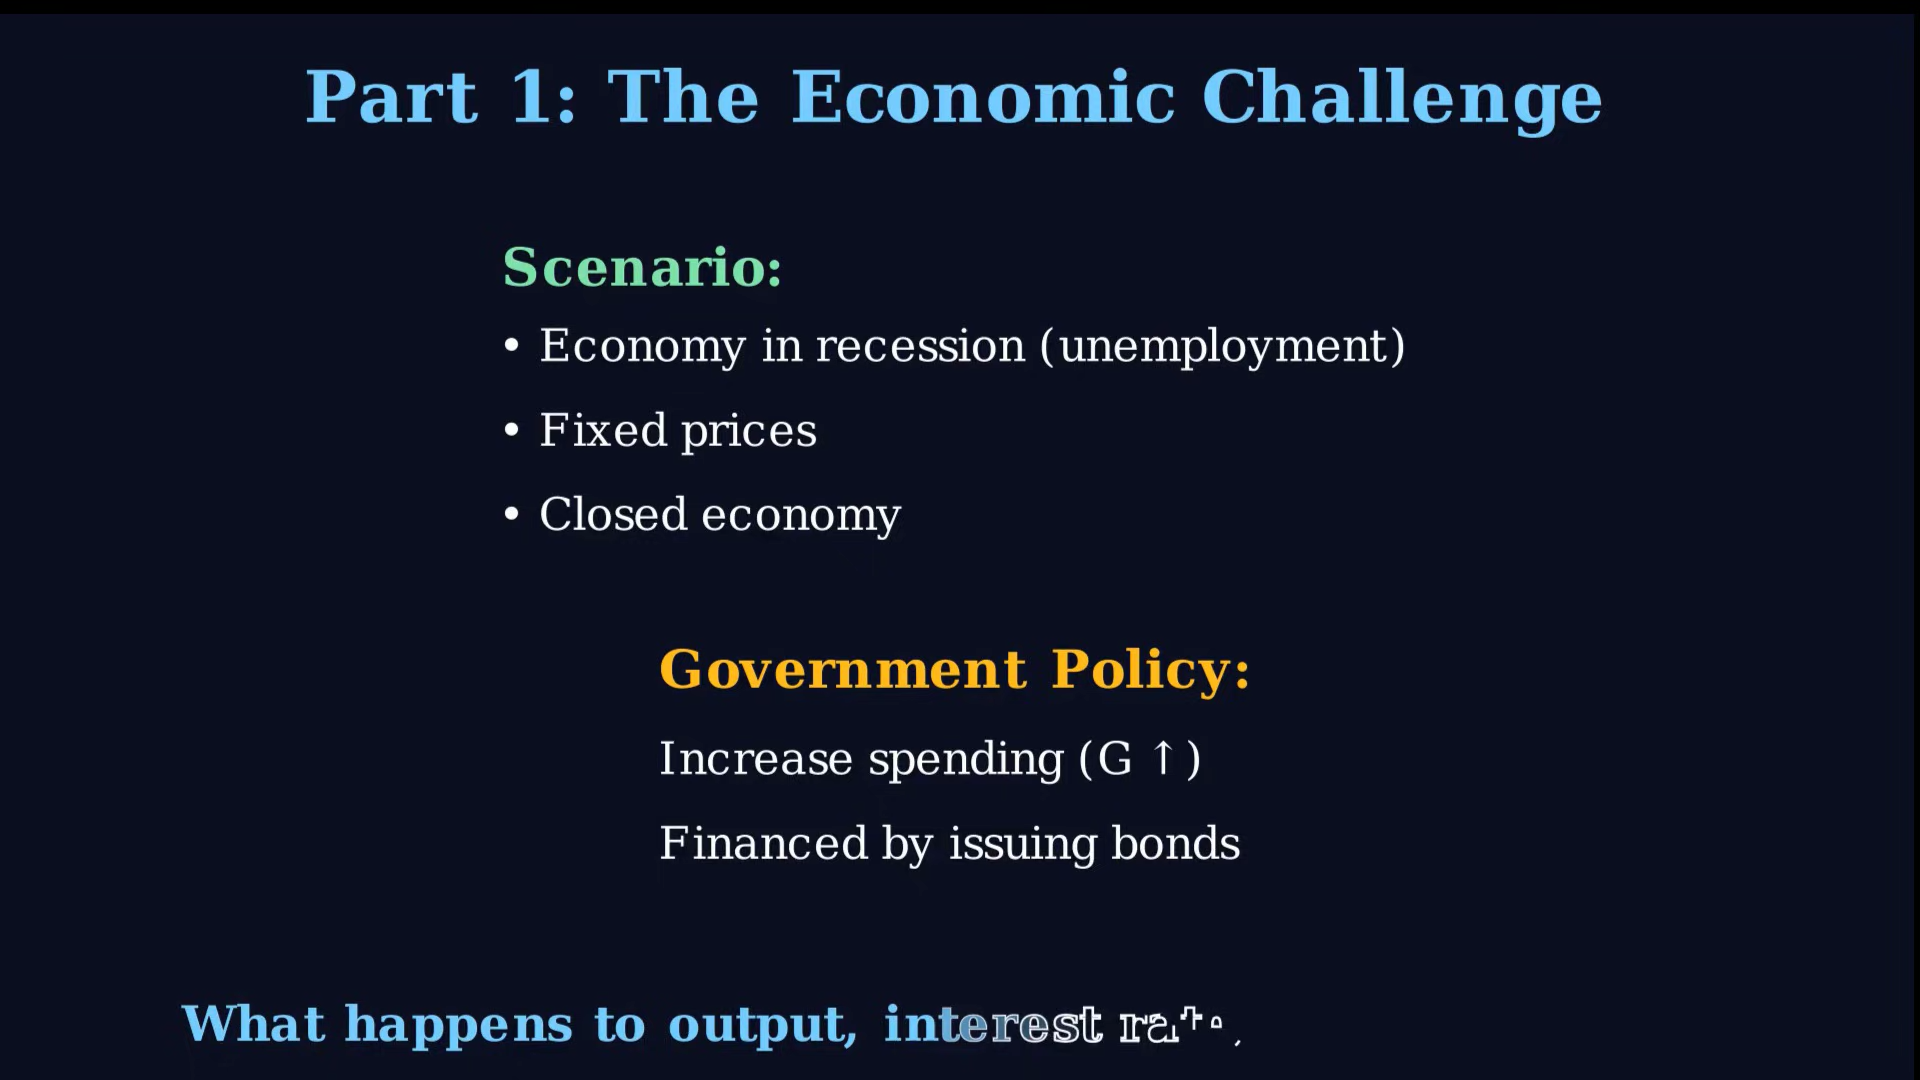 Part 1: The Economic Challenge
Scenario:
• Economy in recession (unemployment)
• Fixed prices
• Closed economy
Government Policy:
Increase spending (G ↑)
Financed by issuing bonds
What happens to output, interest